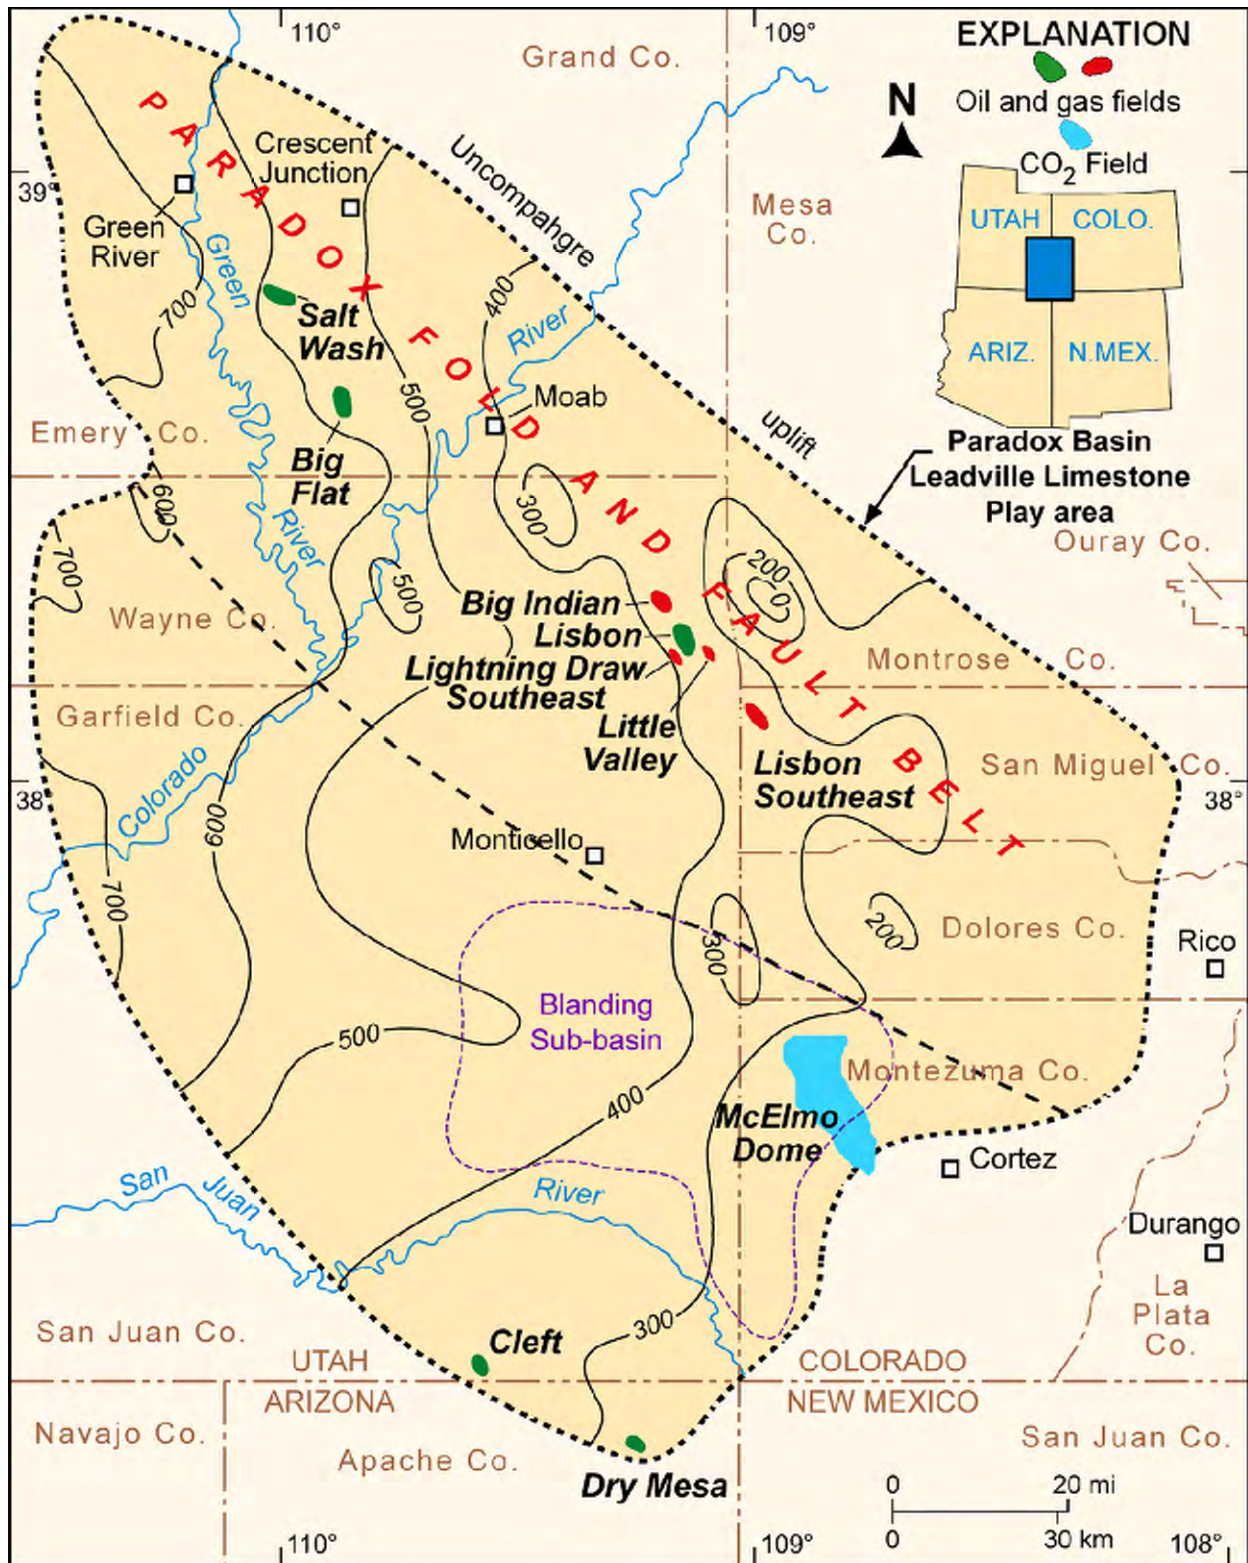 110°
109°
Grand Co.
EXPLANATION
Oil and gas fields
CO2 Field
N
UTAH
COLO.
ARIZ.
N.MEX.
Paradox Basin
Leadville Limestone
Play area
PARADOX FOLD AND FAULT BELT
Crescent
Junction
Uncompahgre
uplift
39°
Green
River
Mesa
Co.
Green
River
700
Salt
Wash
400
River
500
Moab
Emery Co.
Big
Flat
600
300
700
500
200
0
Ouray Co.
Wayne Co.
Big Indian
Lisbon
Lightning Draw
Southeast
Little
Valley
Montrose Co.
Garfield Co.
Lisbon
Southeast
San Miguel Co.
38°
38°
Colorado
600
Monticello
700
300
200
Dolores Co.
Rico
Blanding
Sub-basin
500
400
Montezuma Co.
McElmo
Dome
Cortez
San Juan
River
Durango
La
Plata
Co.
San Juan Co.
Cleft
300
UTAH
COLORADO
ARIZONA
NEW MEXICO
Navajo Co.
Apache Co.
San Juan Co.
Dry Mesa
0 20 mi
0 30 km
110°
109°
108°